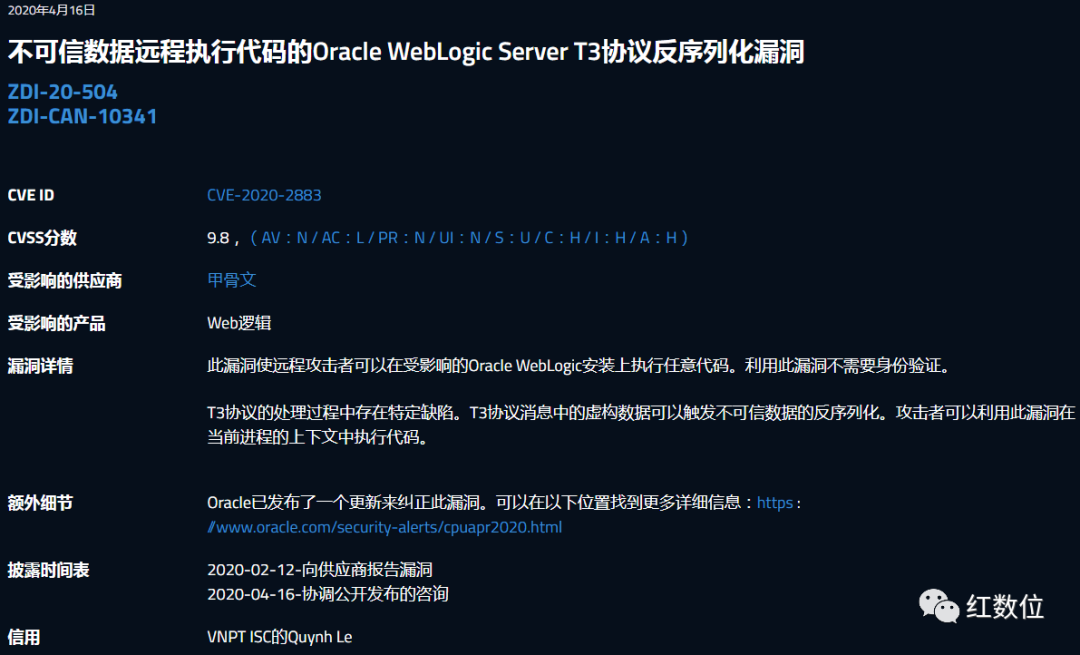 2020年4月16日
不可信数据远程执行代码的Oracle WebLogic Server T3协议反序列化漏洞
ZDI-20-504
ZDI-CAN-10341
CVE ID CVE-2020-2883
CVSS分数 9.8，（AV：N / AC：L / PR：N / UI：N / S：U / C：H / I：H / A：H）
受影响的供应商 甲骨文
受影响的产品 Web逻辑
漏洞详情 此漏洞使远程攻击者可以在受影响的Oracle WebLogic安装上执行任意代码。利用此漏洞不需要身份验证。
T3协议的处理过程中存在特定缺陷。T3协议消息中的虚构数据可以触发不可信数据的反序列化。攻击者可以利用此漏洞在
当前进程的上下文中执行代码。
额外细节 Oracle已发布了一个更新来纠正此漏洞。可以在以下位置找到更多详细信息：https：
//www.oracle.com/security-alerts/cpuapr2020.html
披露时间表 2020-02-12-向供应商报告漏洞
2020-04-16-协调公开发布的咨询
红数位
信用 VNPT ISC的Quynh Le